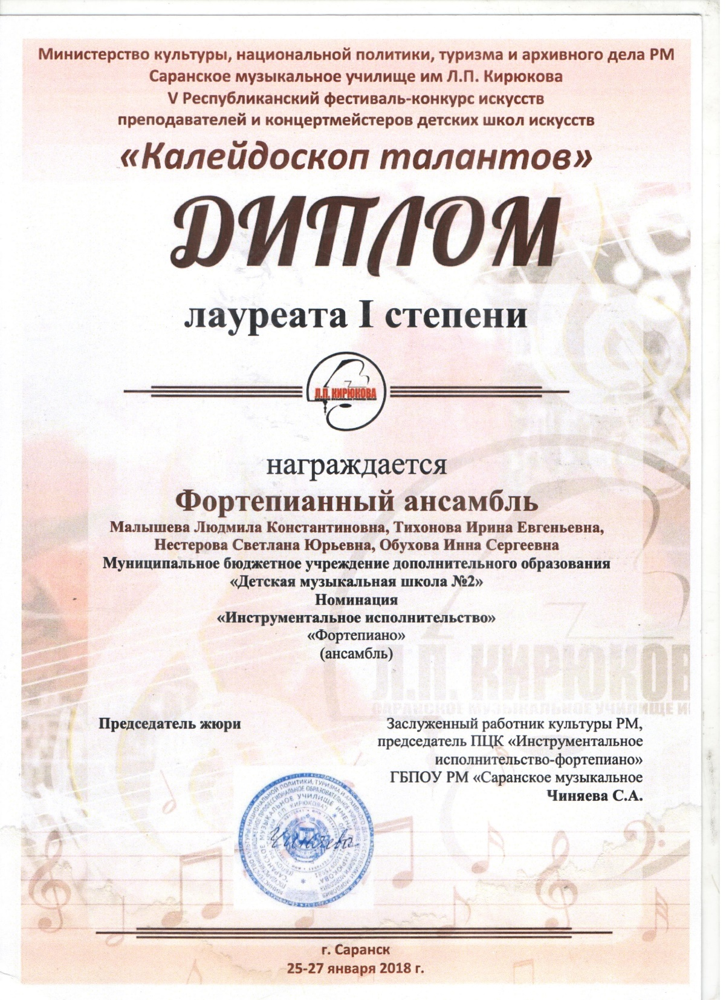 Министерство культуры, национальной политики, туризма и архивного дела РМ
Саранское музыкальное училище им Л.П. Кирюкова
V Республиканский фестиваль-конкурс искусств
преподавателей и концертмейстеров детских школ искусств
«Калейдоскоп талантов»
ДИПЛОМ
лауреата I степени
Л.П. КИРЮКОВА
награждается
Фортепианный ансамбль
Малышева Людмила Константиновна, Тихонова Ирина Евгеньевна,
Нестерова Светлана Юрьевна, Обухова Инна Сергеевна
Муниципальное бюджетное учреждение дополнительного образования
«Детская музыкальная школа №2»
Номинация
«Инструментальное исполнительство»
«Фортепиано»
(ансамбль)
Л.П. КИРЮКОВ
САРАНСКОЕ МУЗЫКАЛЬНОЕ УЧИЛИЩЕ И
Председатель жюри
Заслуженный работник культуры РМ,
председатель ПЦК «Инструментальное
исполнительство-фортепиано»
ГБПОУ РМ «Саранское музыкальное
Чиняева С.А.
г. Саранск
25-27 января 2018 г.